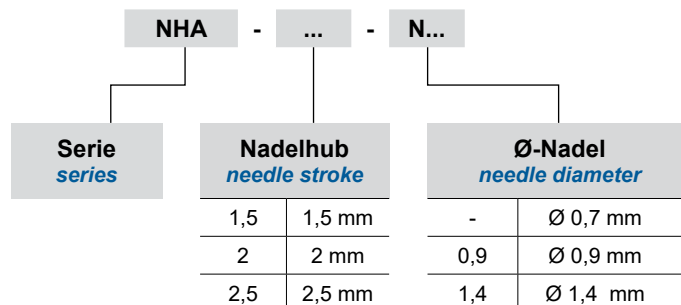 NHA - ... - N...
Serie Nadelhub Ø-Nadel
series needle stroke needle diameter
1,5 1,5 mm - Ø 0,7 mm
2 2 mm 0,9 Ø 0,9 mm
2,5 2,5 mm 1,4 Ø 1,4 mm